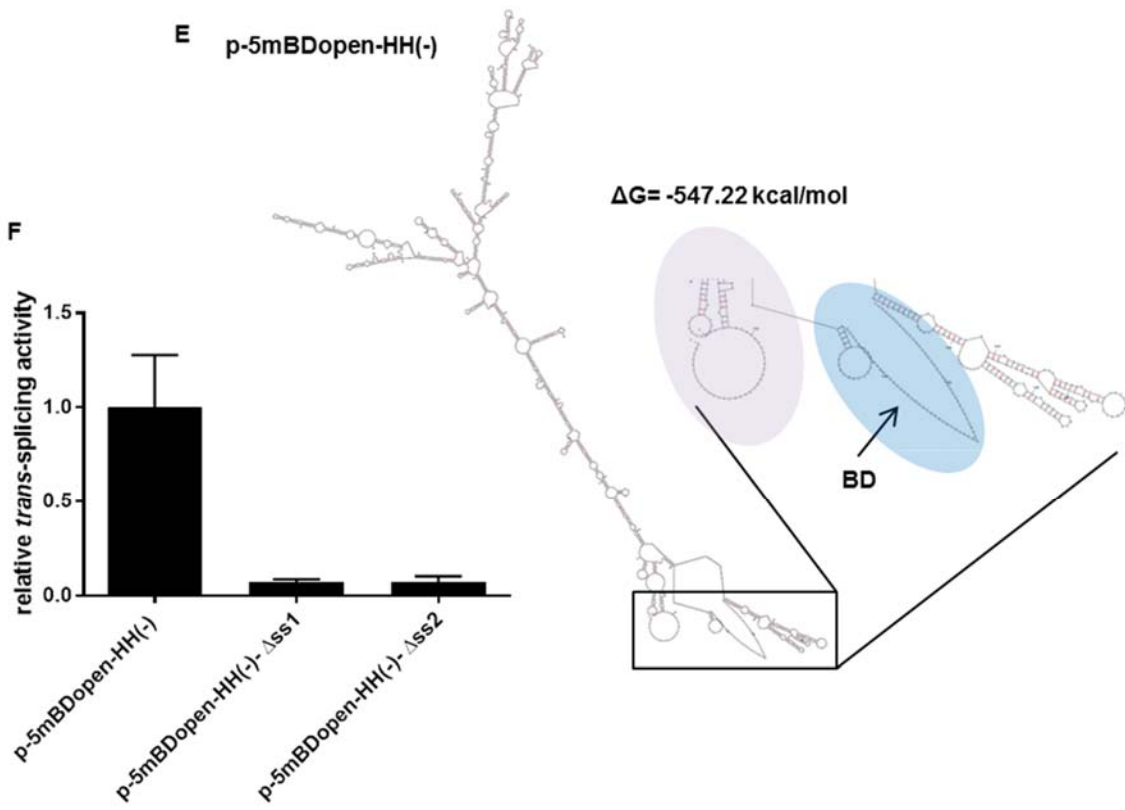 E p-5mBDopen-HH(-)
ΔG= -547.22 kcal/mol
BD
F
relative trans-splicing activity
1.5
1.0
0.5
0.0
p-5mBDopen-HH(-)
p-5mBDopen-HH(-)- Δss1
p-5mBDopen-HH(-)- Δss2